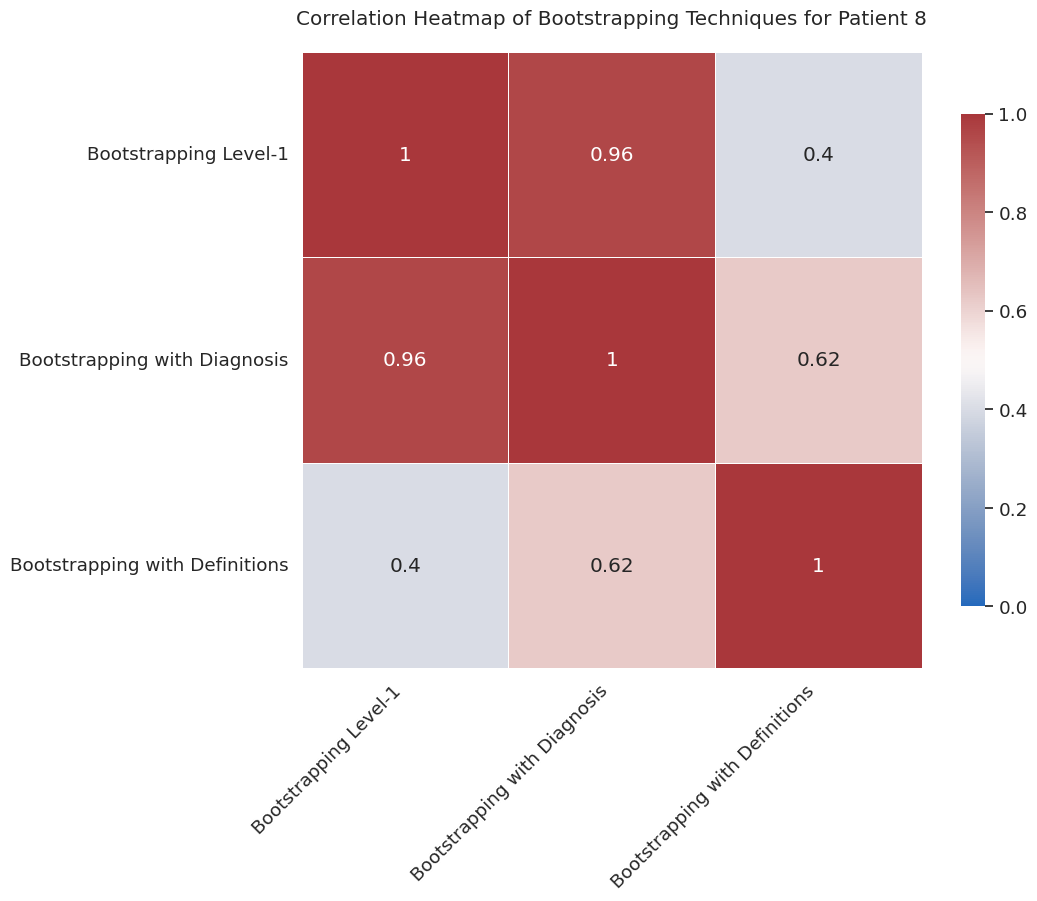 Correlation Heatmap of Bootstrapping Techniques for Patient 8
Bootstrapping Level-1
1
0.96
0.4
Bootstrapping with Diagnosis
0.96
1
0.62
Bootstrapping with Definitions
0.4
0.62
1
Bootstrapping Level-1
Bootstrapping with Diagnosis
Bootstrapping with Definitions
1.0
0.8
0.6
0.4
0.2
0.0